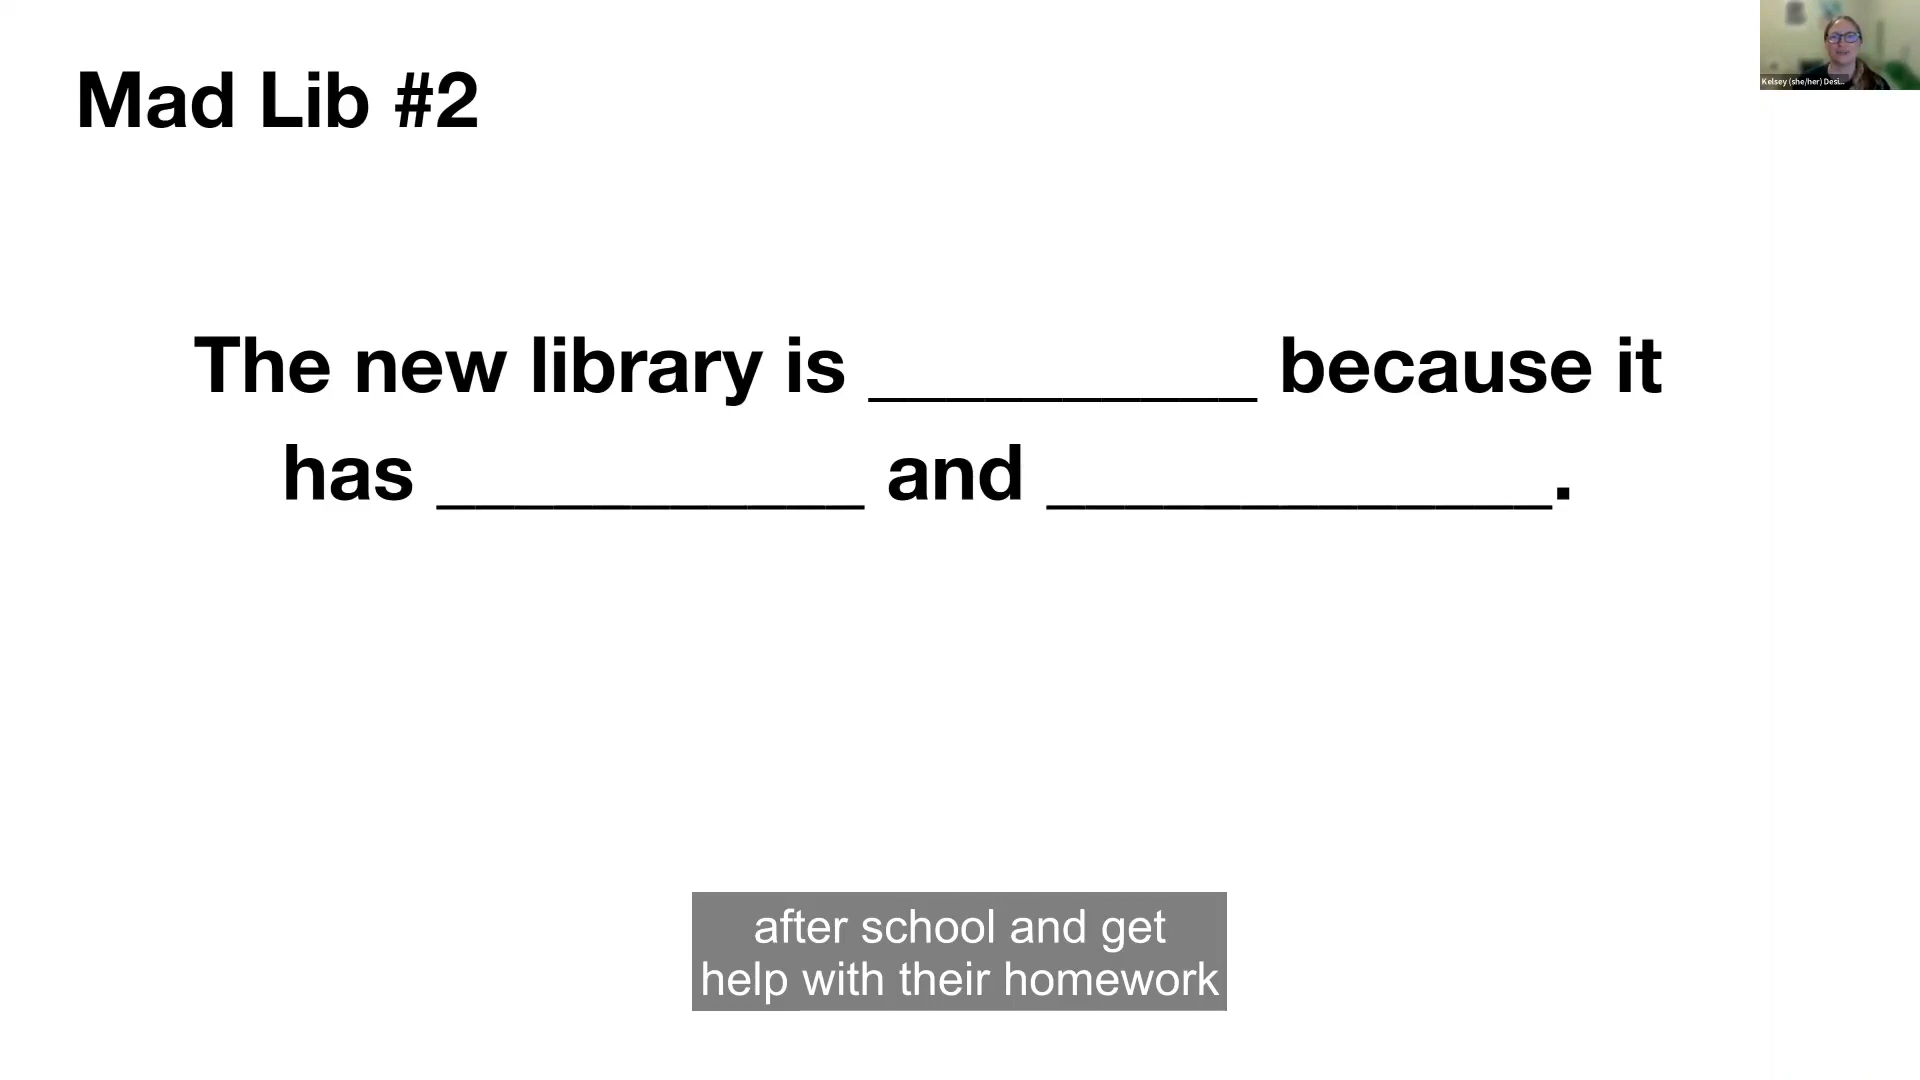 Mad Lib #2
Kelsey (she/her) Desi...
The new library is __________ because it
has ___________ and _____________.
after school and get
help with their homework